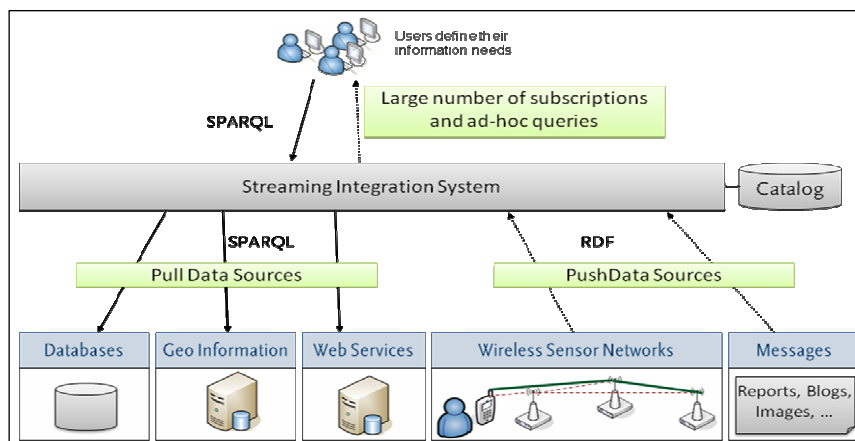 Users define their
information needs
Large number of subscriptions
and ad-hoc queries
SPARQL
Streaming Integration System
Catalog
SPARQL
RDF
Pull Data Sources
PushData Sources
Databases
Geo Information
Web Services
Wireless Sensor Networks
Messages
Reports, Blogs,
Images, ...